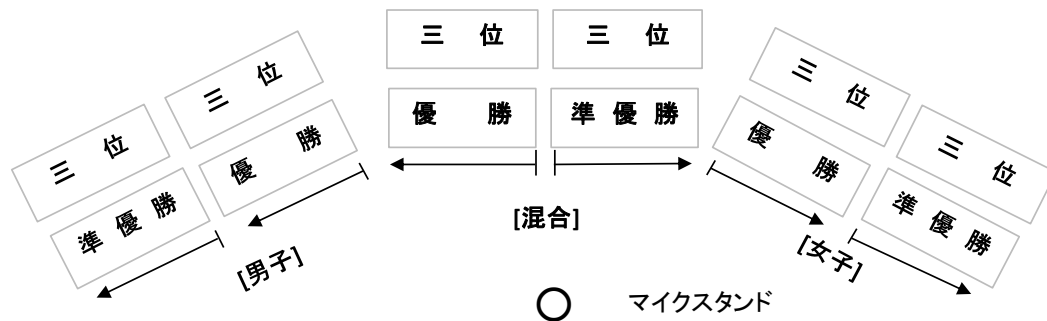 三　位　三　位
優　勝　準 優 勝
[混合]
三　位　三　位
準 優 勝　優　勝
[男子]
三　位　三　位
優　勝　準 優 勝
[女子]
マイクスタンド